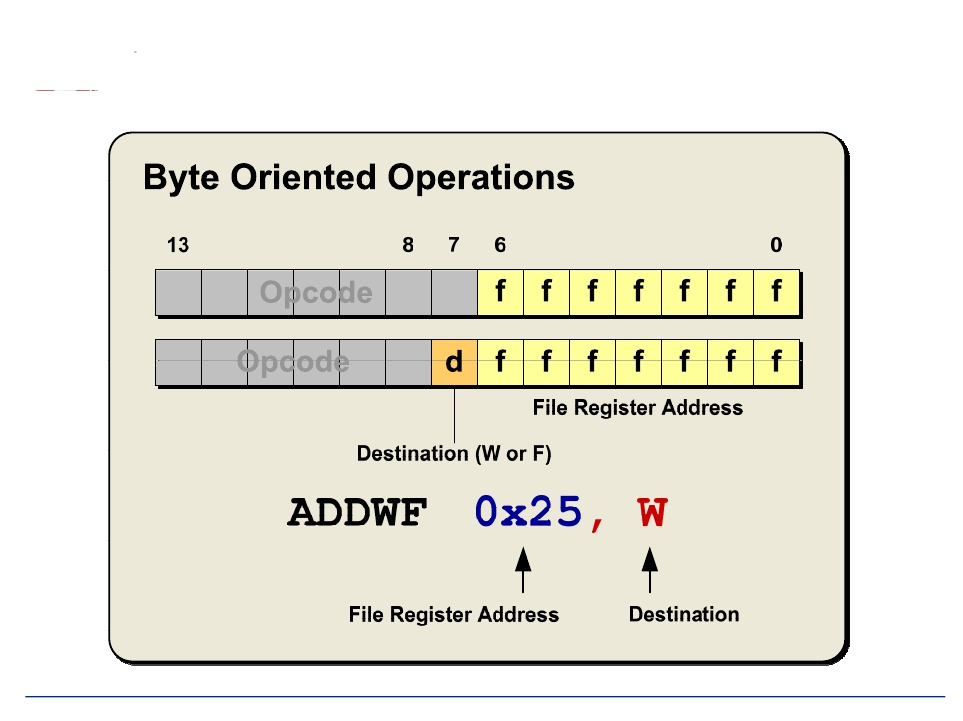 Byte Oriented Operations
13 8 7 6 0
Opcode f f f f f f f
Opcode d f f f f f f f
File Register Address
Destination (W or F)
ADDWF 0x25, W
File Register Address Destination